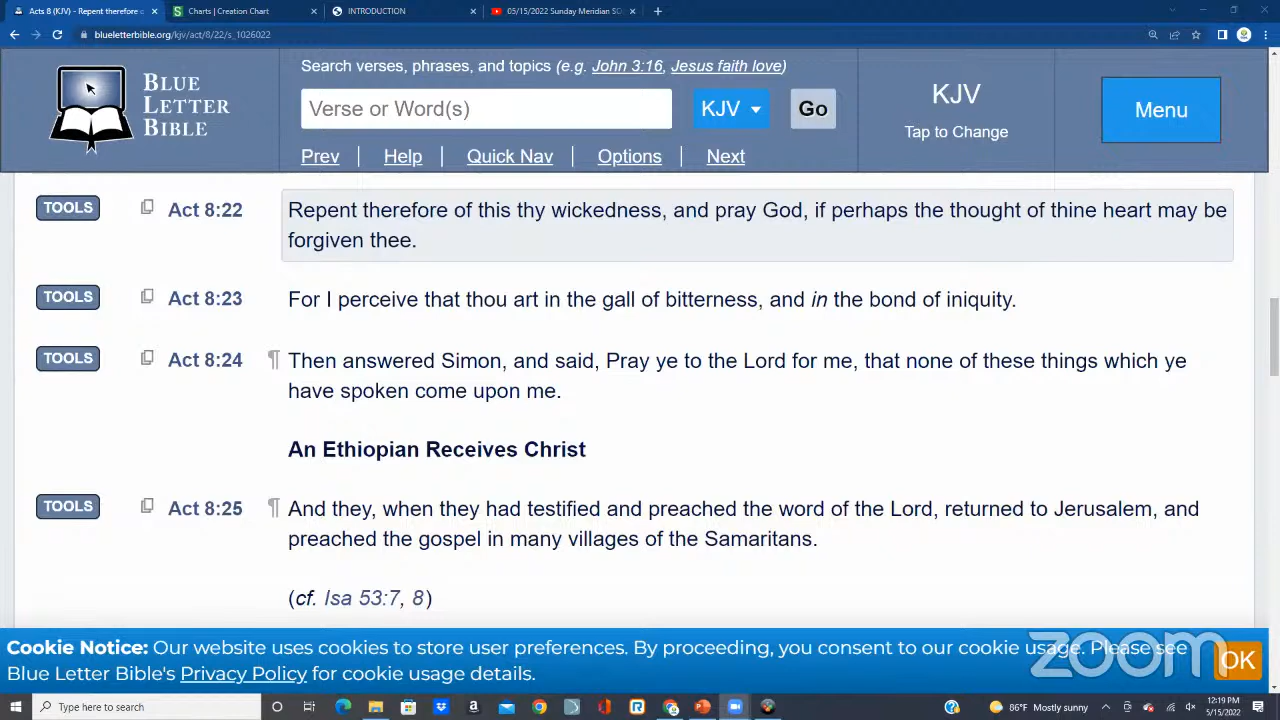 Acts 8 (KJV) - Repent therefore o
Charts | Creation Chart
INTRODUCTION
05/15/2022 Sunday Meridian SD
blueletterbible.org/kjv/act/8/22/s_1026022
BLUE
LETTER
BIBLE
Search verses, phrases, and topics (e.g. John 3:16, Jesus faith love)
Verse or Word(s)
KJV
Go
KJV
Tap to Change
Menu
Prev | Help | Quick Nav | Options | Next
TOOLS Act 8:22 Repent therefore of this thy wickedness, and pray God, if perhaps the thought of thine heart may be
forgiven thee.
TOOLS Act 8:23 For I perceive that thou art in the gall of bitterness, and in the bond of iniquity.
TOOLS Act 8:24 ¶ Then answered Simon, and said, Pray ye to the Lord for me, that none of these things which ye
have spoken come upon me.
An Ethiopian Receives Christ
TOOLS Act 8:25 ¶ And they, when they had testified and preached the word of the Lord, returned to Jerusalem, and
preached the gospel in many villages of the Samaritans.
(cf. Isa 53:7, 8)
Cookie Notice: Our website uses cookies to store user preferences. By proceeding, you consent to our cookie usage. Please see
Blue Letter Bible's Privacy Policy for cookie usage details.
OK
zoom
Type here to search
86°F Mostly sunny
12:19 PM
5/15/2022